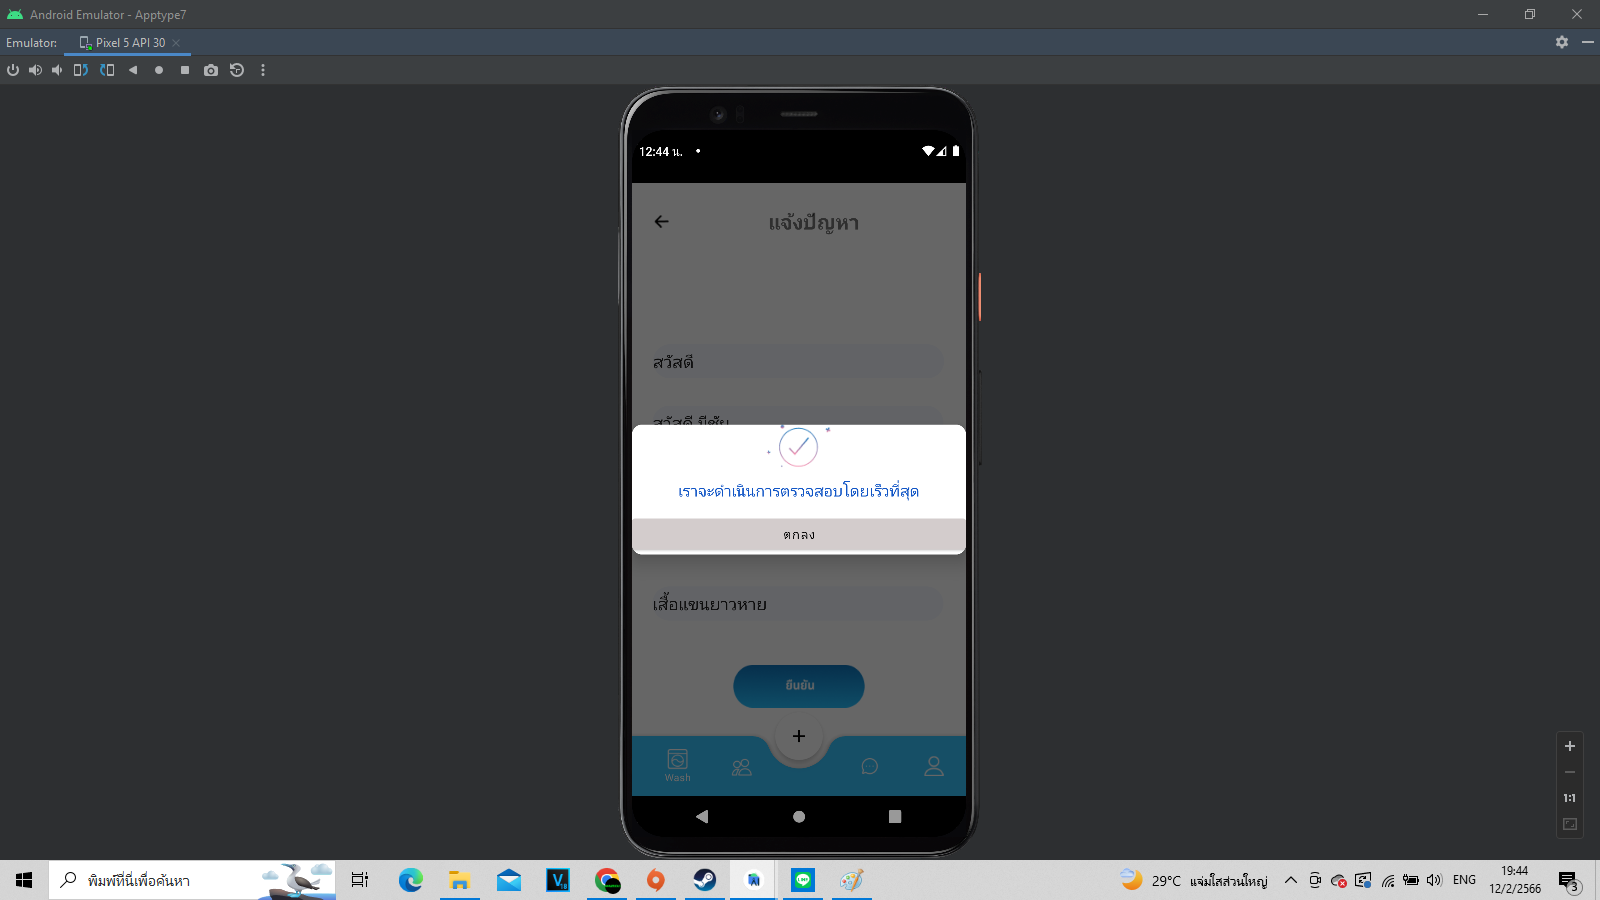 Android Emulator - Apptype7
Emulator:
Pixel 5 API 30
12:44 น.
แจ้งปัญหา
สวัสดี
สวัสดี มีชัย
เราจะดำเนินการตรวจสอบโดยเร็วที่สุด
ตกลง
เสื้อแขนยาวหาย
ยืนยัน
+
Wash
1:1
พิมพ์ที่นี่เพื่อค้นหา
29°C แจ่มใสส่วนใหญ่
ENG
19:44
12/2/2566
3